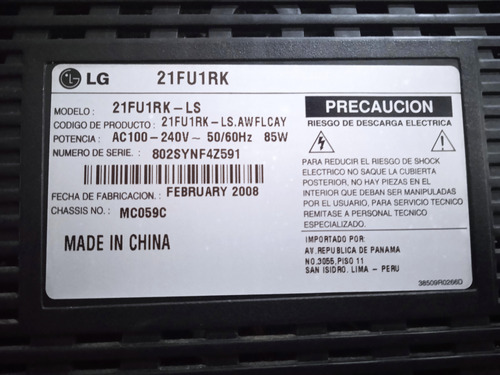 LG 21FU1RK
MODELO : 21FU1RK-LS
CODIGO DE PRODUCTO : 21FU1RK-LS.AWFLCAY
POTENCIA : AC100-240V~ 50/60Hz 85W
NUMERO DE SERIE. : 802SYNF4Z591
FECHA DE FABRICACION. : FEBRUARY 2008
CHASSIS NO. : MC059C
MADE IN CHINA
PRECAUCION
RIESGO DE DESCARGA ELECTRICA
PARA REDUCIR EL RIESGO DE SHOCK
ELECTRICO NO SAQUE LA CUBIERTA
POSTERIOR, EN EL INTERIOR NO HAY
PARTES QUE DEBAN SER MANIPULADAS
POR EL USUARIO, PARA SERVICIO TECNICO
REMITASE A PERSONAL TECNICO
ESPECIALIZADO.
IMPORTADO POR:
AV.REPUBLICA DE PANAMA
NO.3055,PISO 11
SAN ISIDRO. LIMA - PERU
38509R0266D